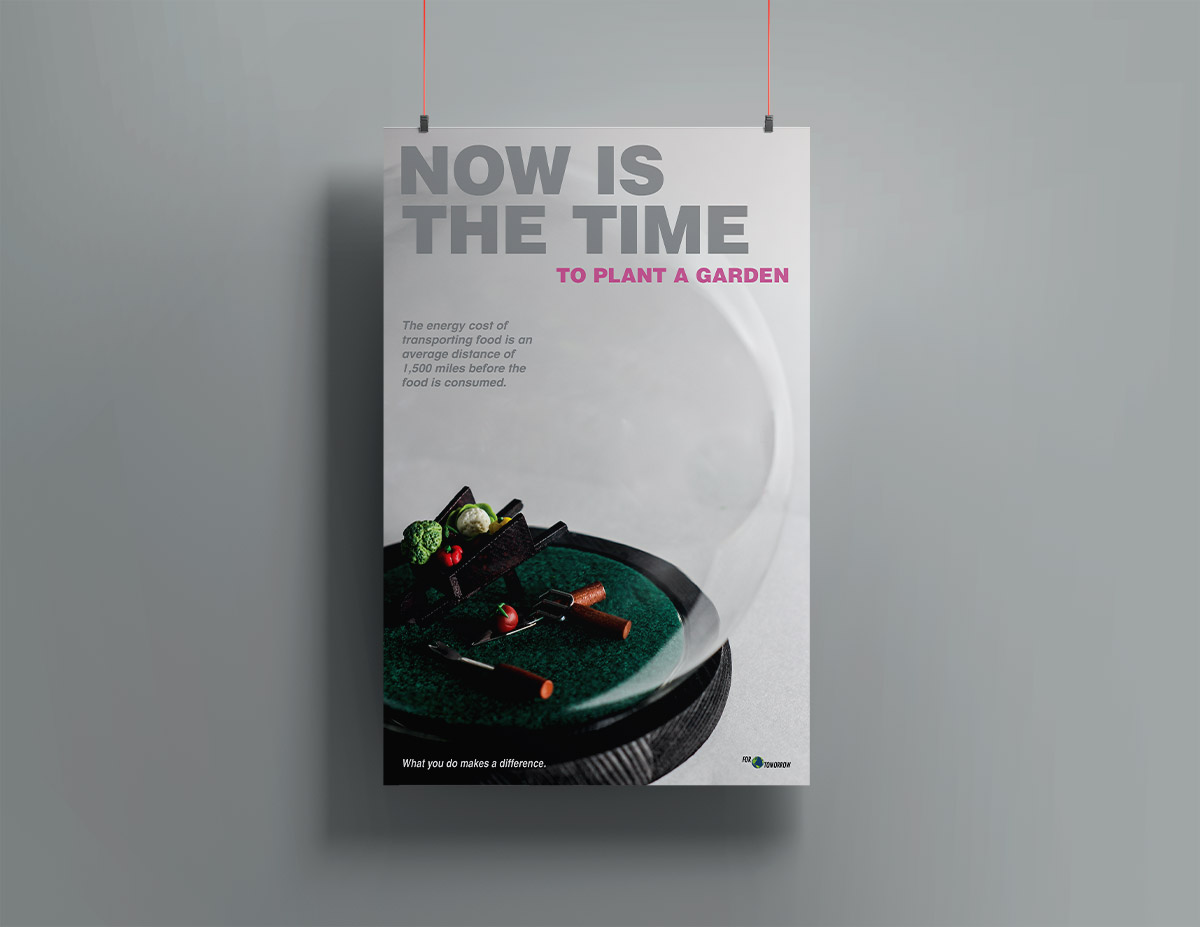 NOW IS
THE TIME
TO PLANT A GARDEN
The energy cost of
transporting food is an
average distance of
1,500 miles before the
food is consumed.
What you do makes a difference.
FOR TOMORROW